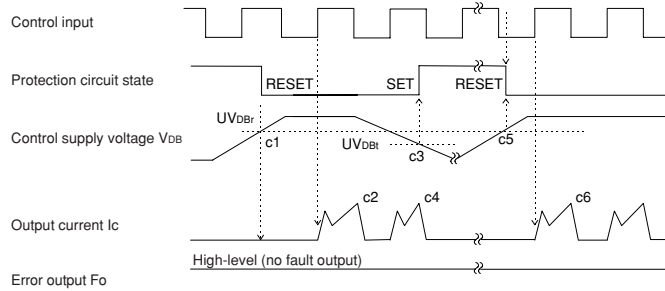 Control input
Protection circuit state
RESET
SET
RESET
UVDBr
Control supply voltage VDB
c1
UVDBt
c3
c5
c2
c4
c6
Output current Ic
High-level (no fault output)
Error output Fo